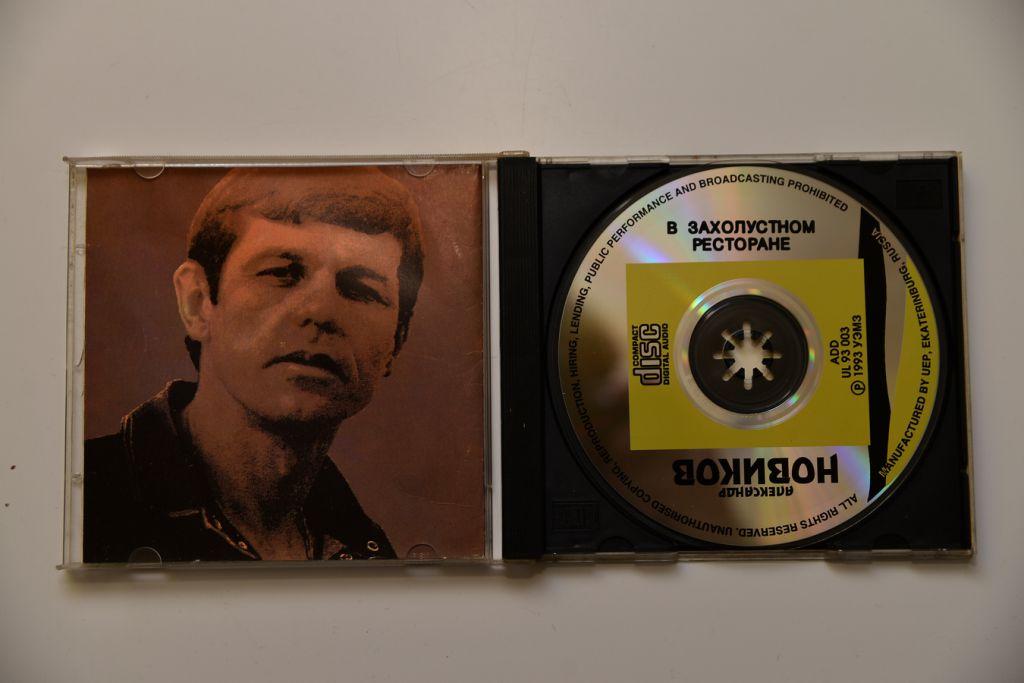 В ЗАХОЛУСТНОМ
РЕСТОРАНЕ
COMPACT
disc
DIGITAL AUDIO
ADD
UL 93 003
Ⓟ 1993 УЭМЗ
АЛЕКСАНДР
НОВИКОВ
ALL RIGHTS RESERVED. UNAUTHORISED COPYING, REPRODUCTION, HIRING, LENDING, PUBLIC PERFORMANCE AND BROADCASTING PROHIBITED
MANUFACTURED BY UEP, EKATERINBURG, RUSSIA